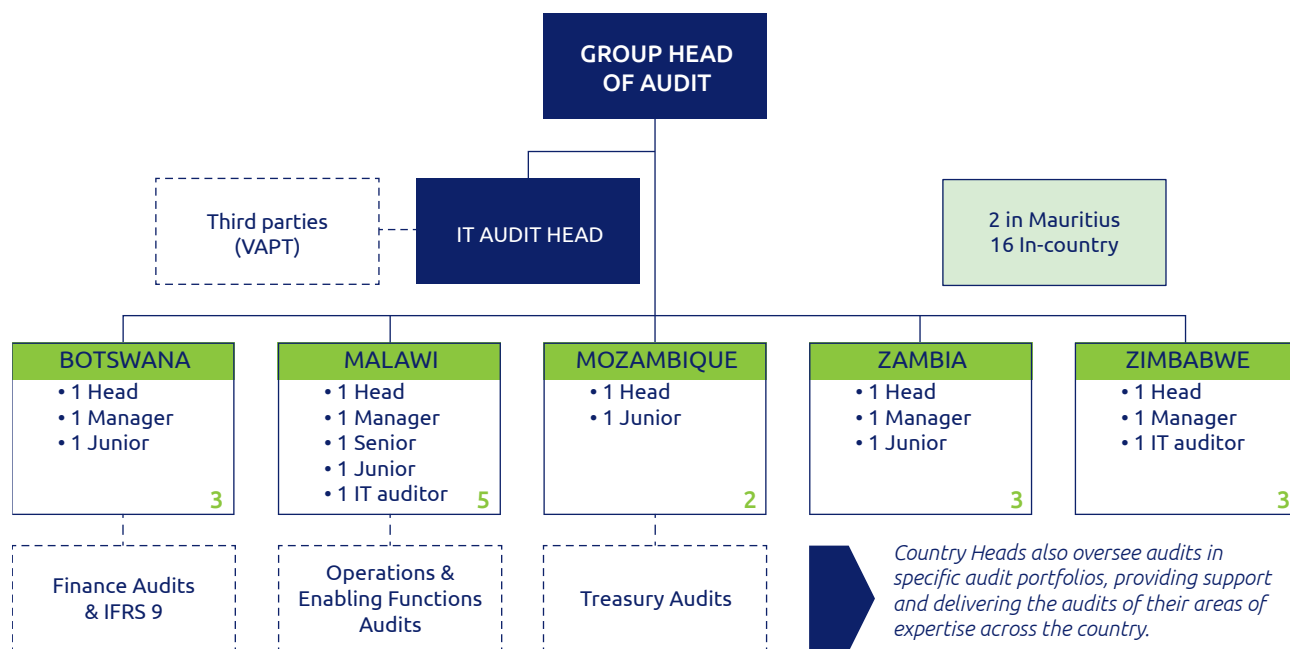 GROUP HEAD
OF AUDIT
Third parties
(VAPT)
IT AUDIT HEAD
2 in Mauritius
16 In-country
BOTSWANA
• 1 Head
• 1 Manager
• 1 Junior
3
MALAWI
• 1 Head
• 1 Manager
• 1 Senior
• 1 Junior
• 1 IT auditor
5
MOZAMBIQUE
• 1 Head
• 1 Junior
2
ZAMBIA
• 1 Head
• 1 Manager
• 1 Junior
3
ZIMBABWE
• 1 Head
• 1 Manager
• 1 IT auditor
3
Finance Audits
& IFRS 9
Operations &
Enabling Functions
Audits
Treasury Audits
Country Heads also oversee audits in
specific audit portfolios, providing support
and delivering the audits of their areas of
expertise across the country.